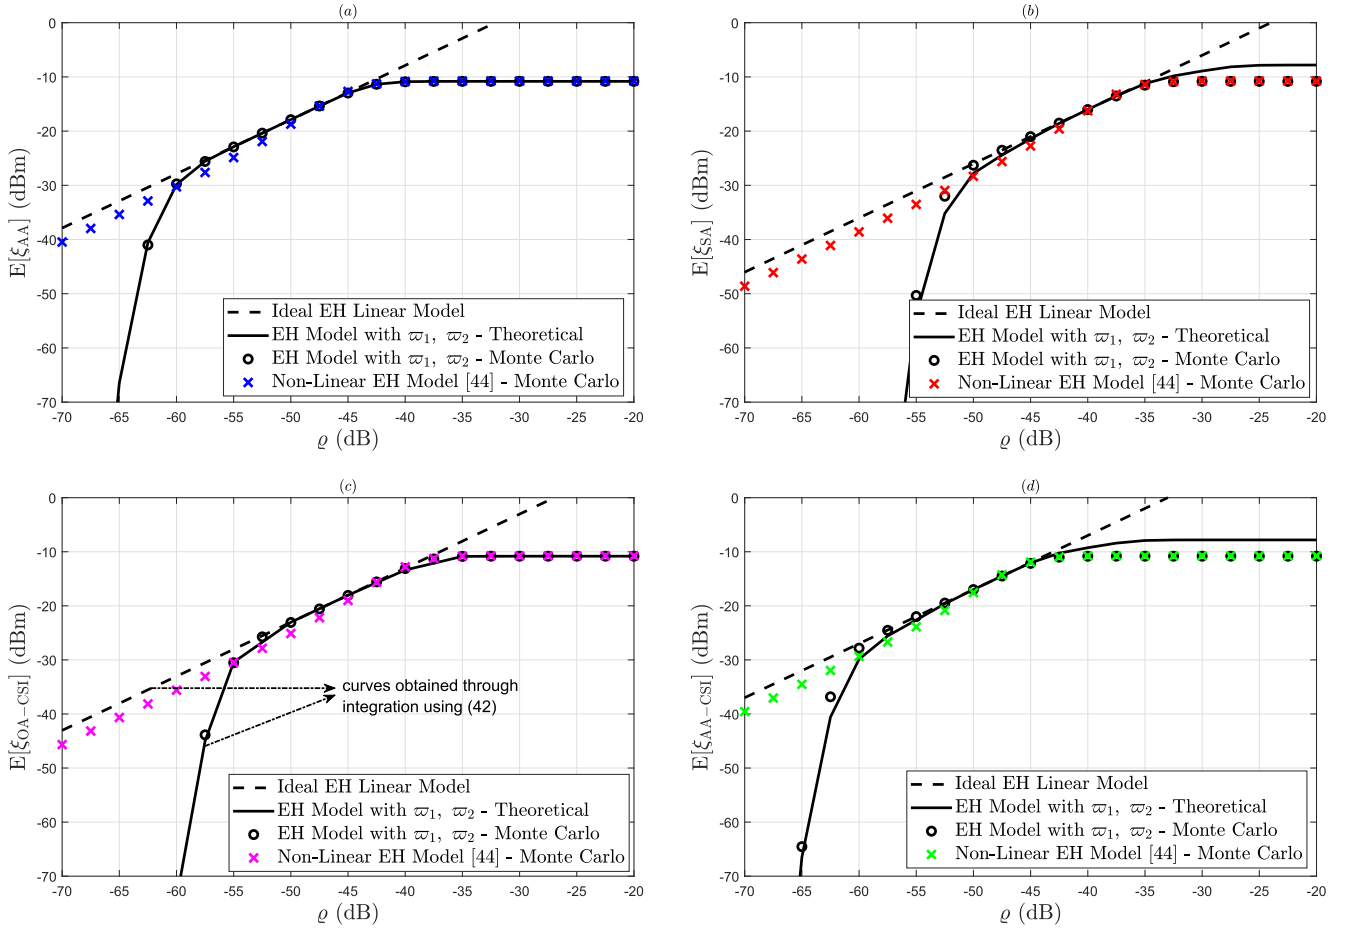 (a)
0
-10
-20
-30
-40
-50
-60
-70
E[ξ_AA] (dBm)
-70 -65 -60 -55 -50 -45 -40 -35 -30 -25 -20
ϱ (dB)
Ideal EH Linear Model
EH Model with ϖ₁, ϖ₂ - Theoretical
EH Model with ϖ₁, ϖ₂ - Monte Carlo
Non-Linear EH Model [44] - Monte Carlo
(b)
0
-10
-20
-30
-40
-50
-60
-70
E[ξ_SA] (dBm)
-70 -65 -60 -55 -50 -45 -40 -35 -30 -25 -20
ϱ (dB)
Ideal EH Linear Model
EH Model with ϖ₁, ϖ₂ - Theoretical
EH Model with ϖ₁, ϖ₂ - Monte Carlo
Non-Linear EH Model [44] - Monte Carlo
(c)
0
-10
-20
-30
-40
-50
-60
-70
E[ξ_OA−CSI] (dBm)
-70 -65 -60 -55 -50 -45 -40 -35 -30 -25 -20
ϱ (dB)
curves obtained through
integration using (42)
Ideal EH Linear Model
EH Model with ϖ₁, ϖ₂ - Theoretical
EH Model with ϖ₁, ϖ₂ - Monte Carlo
Non-Linear EH Model [44] - Monte Carlo
(d)
0
-10
-20
-30
-40
-50
-60
-70
E[ξ_AA−CSI] (dBm)
-70 -65 -60 -55 -50 -45 -40 -35 -30 -25 -20
ϱ (dB)
Ideal EH Linear Model
EH Model with ϖ₁, ϖ₂ - Theoretical
EH Model with ϖ₁, ϖ₂ - Monte Carlo
Non-Linear EH Model [44] - Monte Carlo